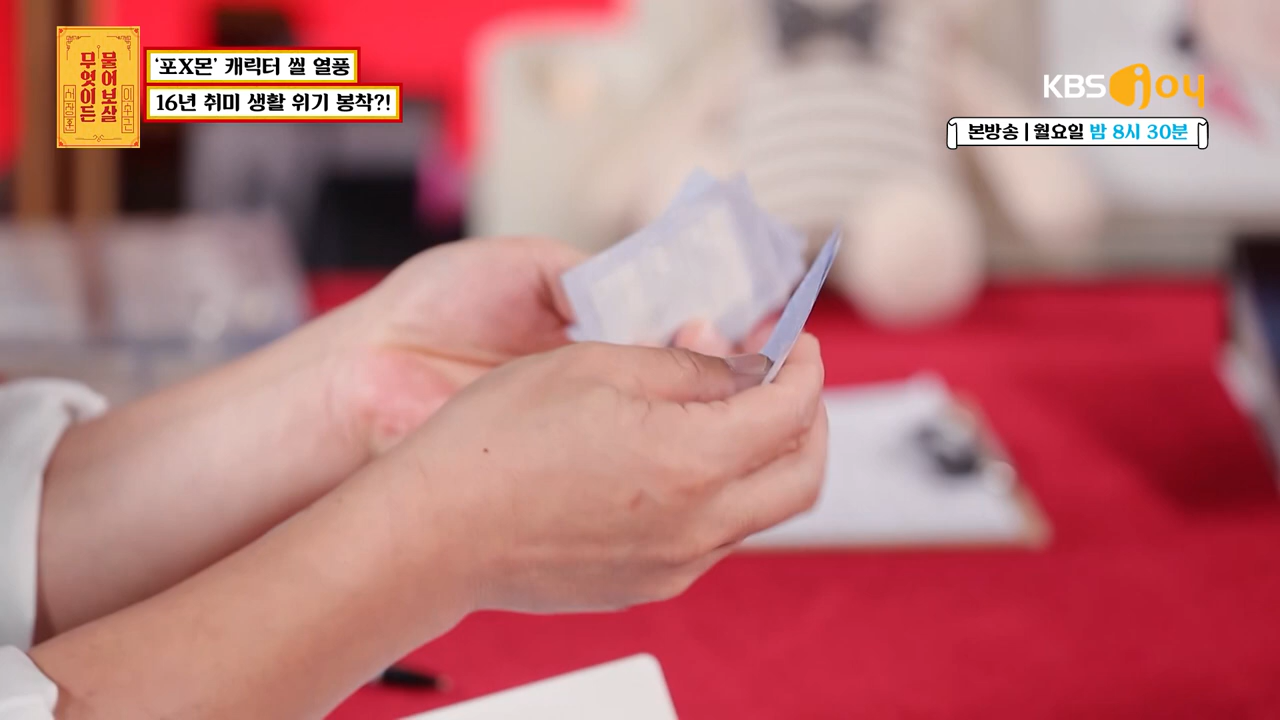 무엇이든
물어보살
서장훈
이수근
‘포X몬’ 캐릭터 씰 열풍
16년 취미 생활 위기 봉착?!
KBS joy
본방송 | 월요일 밤 8시 30분